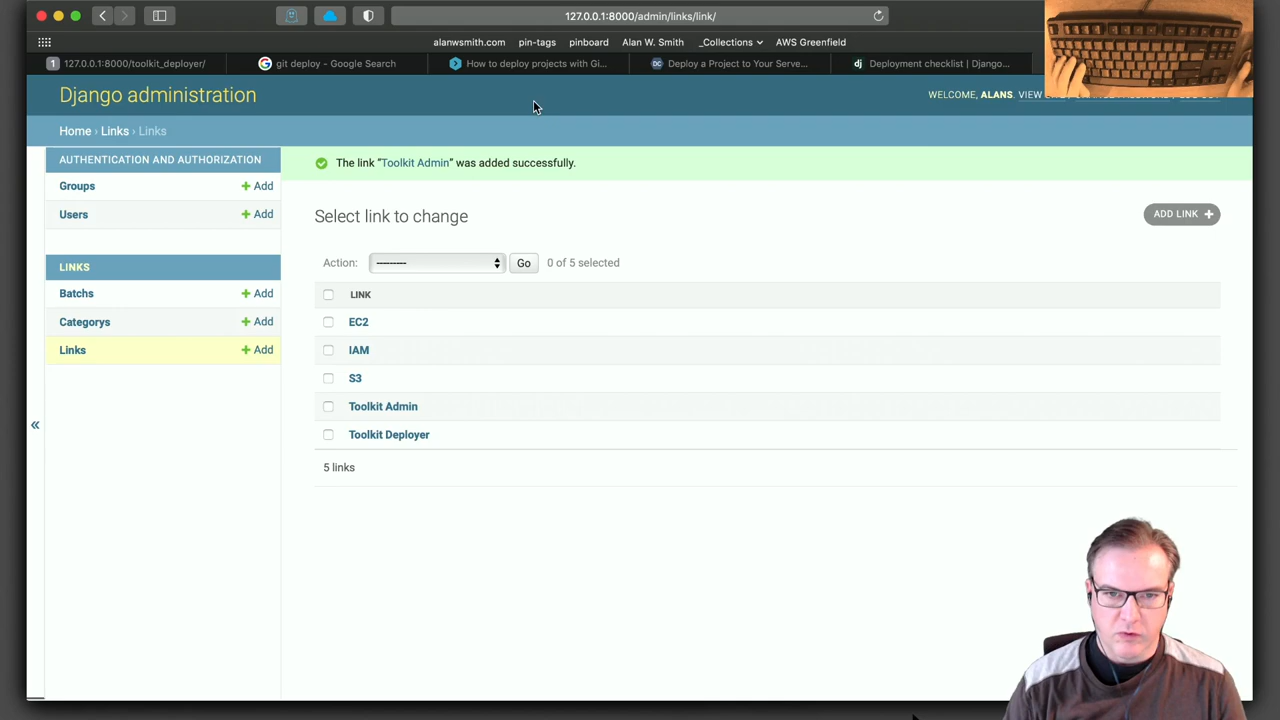 127.0.0.1:8000/admin/links/link/
alanwsmith.com pin-tags pinboard Alan W. Smith _Collections AWS Greenfield
1 127.0.0.1:8000/toolkit_deployer/ git deploy - Google Search How to deploy projects with Gi... Deploy a Project to Your Serve... Deployment checklist | Django...
Django administration
WELCOME, ALANS. VIEW
Home › Links › Links
AUTHENTICATION AND AUTHORIZATION
Groups + Add
Users + Add
LINKS
Batchs + Add
Categorys + Add
Links + Add
«
The link “Toolkit Admin” was added successfully.
Select link to change
ADD LINK +
Action: --------- Go 0 of 5 selected
LINK
EC2
IAM
S3
Toolkit Admin
Toolkit Deployer
5 links